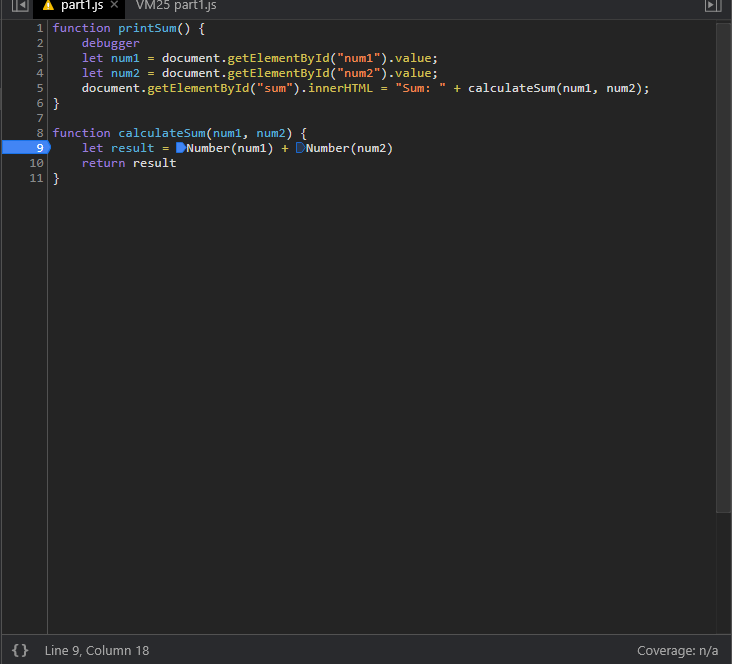 part1.js × VM25 part1.js
1 function printSum() {
2     debugger
3     let num1 = document.getElementById("num1").value;
4     let num2 = document.getElementById("num2").value;
5     document.getElementById("sum").innerHTML = "Sum: " + calculateSum(num1, num2);
6 }
7
8 function calculateSum(num1, num2) {
9     let result = Number(num1) + Number(num2)
10     return result
11 }
{} Line 9, Column 18 Coverage: n/a